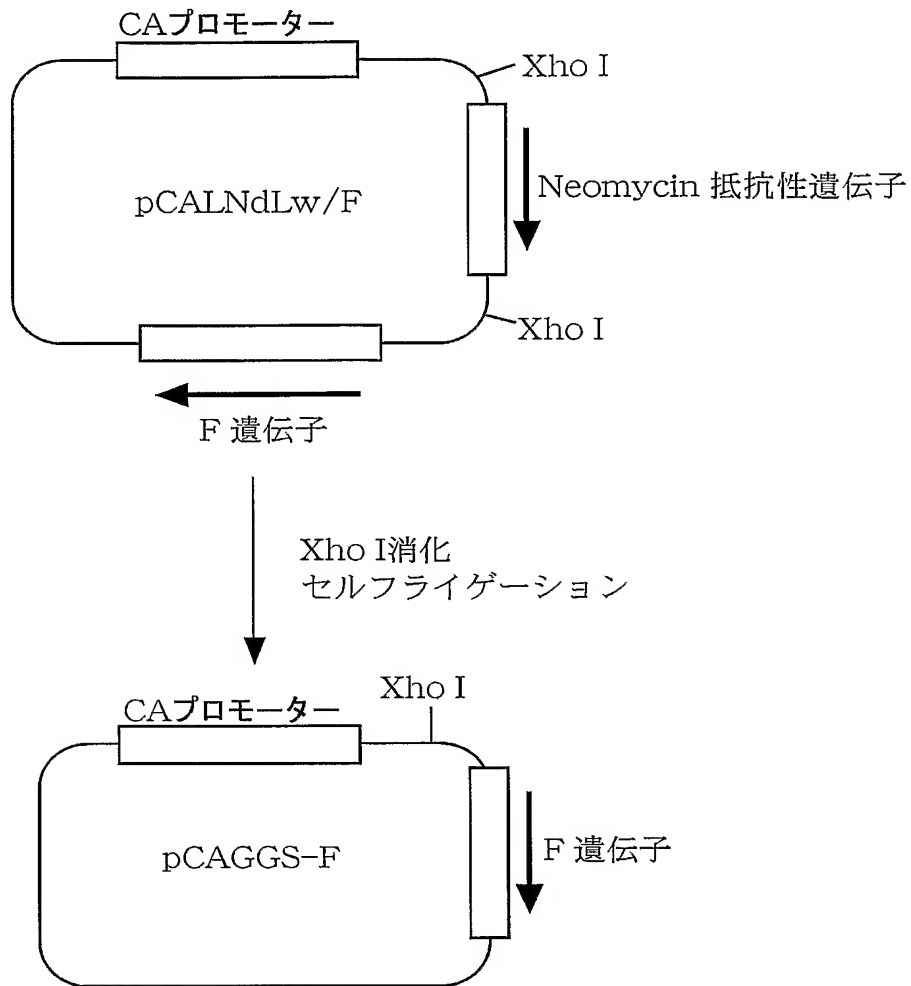 CAプロモーター
Xho I
pCALNdLw/F
Neomycin 抵抗性遺伝子
Xho I
F 遺伝子
Xho I消化
セルフライゲーション
CAプロモーター
Xho I
pCAGGS-F
F 遺伝子